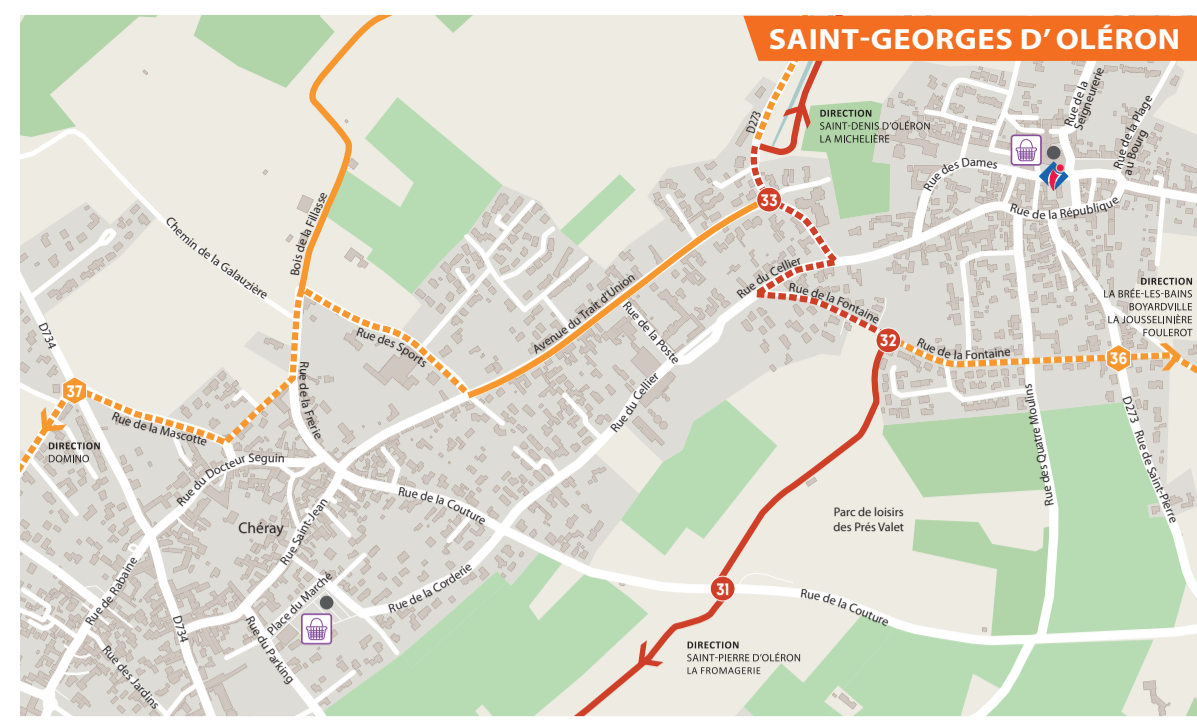 SAINT-GEORGES D' OLÉRON
D273
DIRECTION
SAINT-DENIS D'OLÉRON
LA MICHELIÈRE
Rue de la
Seigneurerie
Rue de la Plage
au Bourg
Rue des Dames
Rue de la République
33
Chemin de la Galauzière
Bois de la Fillasse
Rue du Cellier
Rue de la Fontaine
DIRECTION
LA BRÉE-LES-BAINS
BOYARDVILLE
LA JOUSSELINIÈRE
FOULEROT
Avenue du Trait d'Union
Rue de la Poste
Rue des Sports
D734
32
Rue de la Fontaine
36
37
Rue de la Frerie
Rue du Cellier
Rue de la Mascotte
DIRECTION
DOMINO
Rue des Quatre Moulins
D273
Rue de Saint-Pierre
Rue du Docteur Seguin
Rue de la Couture
Chéray
Rue Saint-Jean
Parc de loisirs
des Prés Valet
Rue de Rabaine
Place du Marché
Rue de la Corderie
31
Rue de la Couture
D734
Rue du Parking
Rue des Jardins
DIRECTION
SAINT-PIERRE D'OLÉRON
LA FROMAGERIE